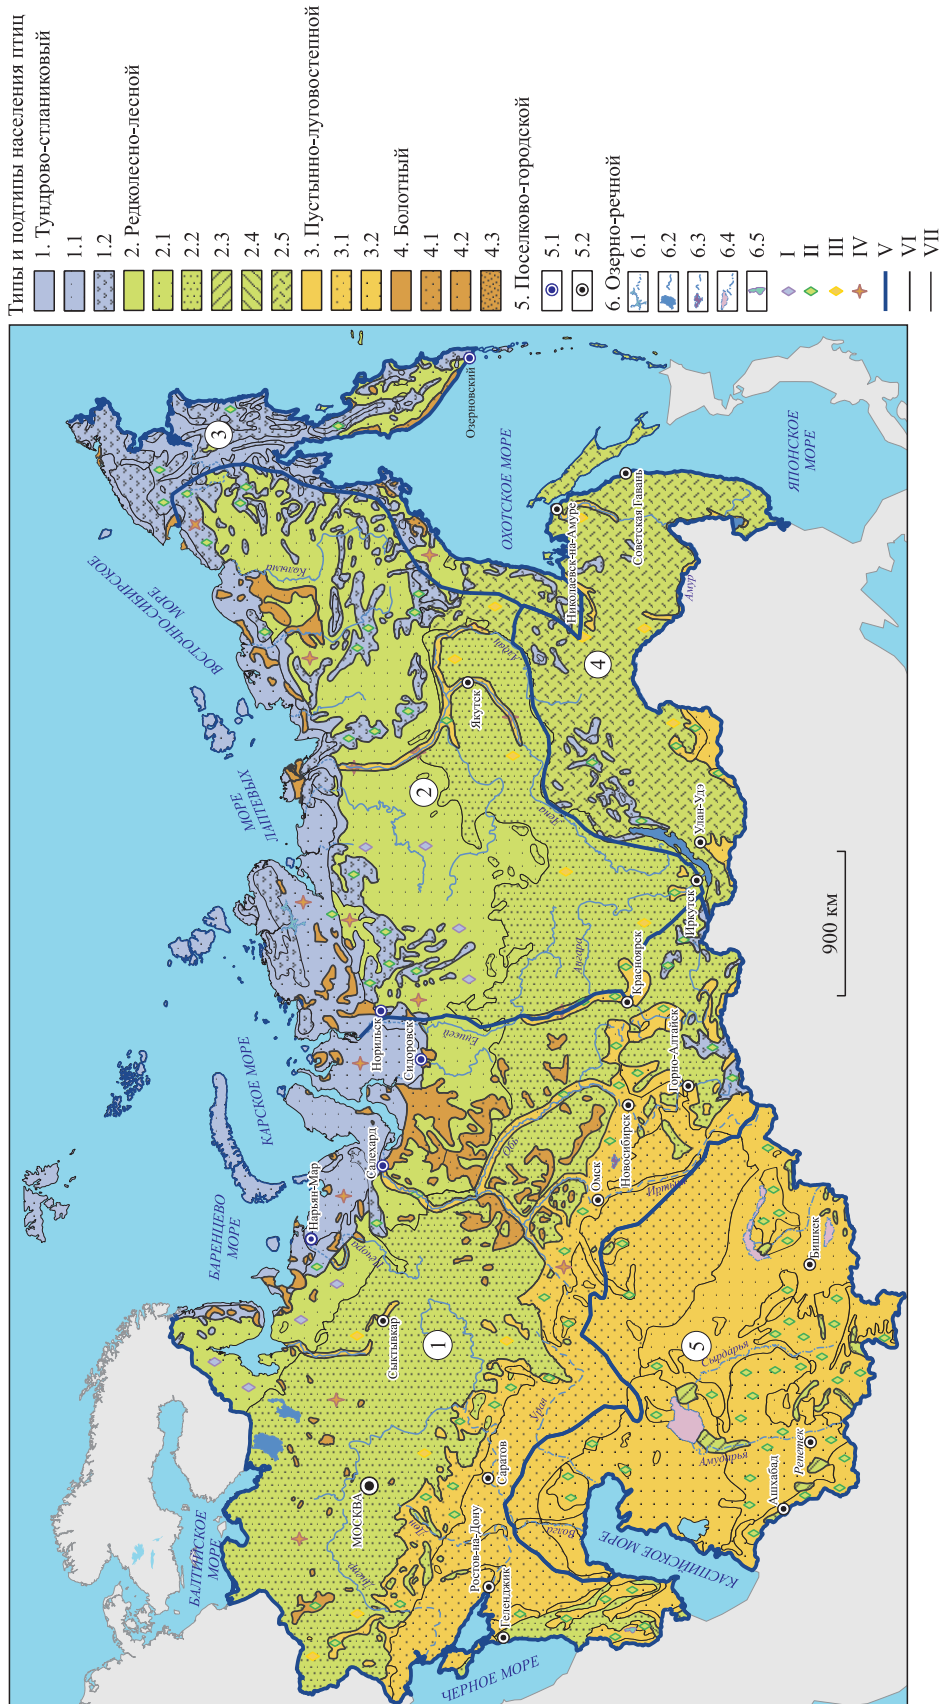 Типы и подтипы населения птиц
1. Тундрово-стланиковый
1.1
1.2
2. Редколесно-лесной
2.1
2.2
2.3
2.4
2.5
3. Пустынно-луговостепной
3.1
3.2
4. Болотный
4.1
4.2
4.3
5. Поселково-городской
5.1
5.2
6. Озерно-речной
6.1
6.2
6.3
6.4
6.5
I
II
III
IV
V
VI
VII
БАЛТИЙСКОЕ
МОРЕ
БАРЕНЦЕВО
МОРЕ
КАРСКОЕ МОРЕ
МОРЕ
ЛАПТЕВЫХ
ВОСТОЧНО-СИБИРСКОЕ
МОРЕ
ОХОТСКОЕ МОРЕ
ЯПОНСКОЕ
МОРЕ
ЧЕРНОЕ МОРЕ
КАСПИЙСКОЕ МОРЕ
МОСКВА
Нарьян-Мар
Салехард
Норильск
Сидоровск
Сыктывкар
Саратов
Ростов-на-Дону
Геленджик
Омск
Новосибирск
Горно-Алтайск
Красноярск
Иркутск
Улан-Удэ
Якутск
Озерновский
Николаевск-на-Амуре
Советская Гавань
Бишкек
Ашхабад
Репетек
Днепр
Дон
Волга
Урал
Печора
Обь
Иртыш
Енисей
Ангара
Лена
Алдан
Колыма
Амур
Сырдарья
Амударья
1
2
3
4
5
900 км